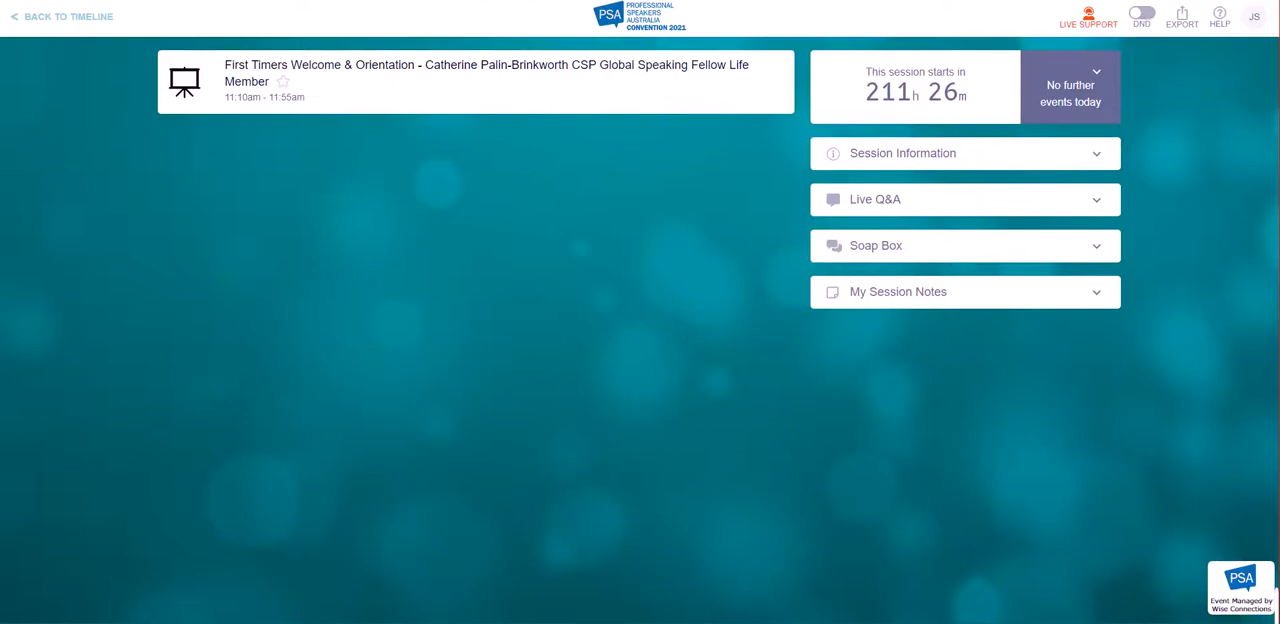 < BACK TO TIMELINE
PSA
PROFESSIONAL
SPEAKERS
AUSTRALIA
CONVENTION 2021
LIVE SUPPORT
DND
EXPORT
HELP
JS
First Timers Welcome & Orientation - Catherine Palin-Brinkworth CSP Global Speaking Fellow Life
Member
11:10am - 11:55am
This session starts in
211h 26m
No further
events today
Session Information
Live Q&A
Soap Box
My Session Notes
PSA
Event Managed by
Wise Connections